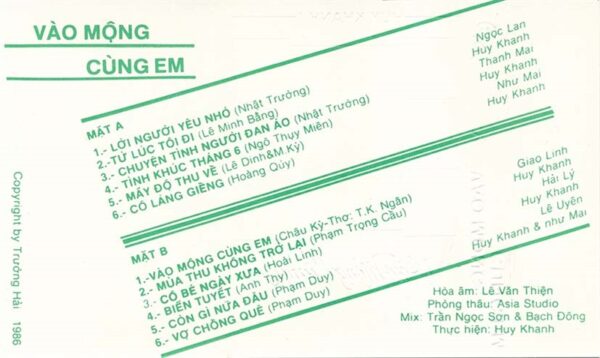 VÀO MỘNG
CÙNG EM
MẶT A
1.- LỜI NGƯỜI YÊU NHỎ (Nhật Trường) Ngọc Lan
2.- TỪ LÚC TÔI ĐI (Lê Minh Bằng) Huy Khanh
3.- CHUYỆN TÌNH NGƯỜI ĐAN ÁO (Nhật Trường) Thanh Mai
4.- TÌNH KHÚC THÁNG 6 (Ngô Thụy Miên) Huy Khanh
5.- MẤY ĐỘ THU VỀ (Lê Dinh&M.Kỳ) Như Mai
6.- CÔ LÁNG GIỀNG (Hoàng Qúy) Huy Khanh
MẶT B
1.-VÀO MỘNG CÙNG EM (Châu Kỳ-Thơ: T.K. Ngân) Giao Linh
2.- MÙA THU KHÔNG TRỞ LẠI (Phạm Trọng Cầu) Huy Khanh
3.- CÔ BÉ NGÀY XƯA (Hoài Linh) Hải Lý
4.- BIỂN TUYẾT (Anh Thy) Huy Khanh
5.- CÒN GÌ NỮA ĐÂU (Phạm Duy) Lê Uyên
6.- VỢ CHỒNG QUÊ (Phạm Duy) Huy Khanh & như Mai
Hòa âm: Lê Văn Thiện
Phòng thâu: Asia Studio
Mix: Trần Ngọc Sơn & Bạch Đông
Thực hiện: Huy Khanh
Copyright by Trường Hải 1986